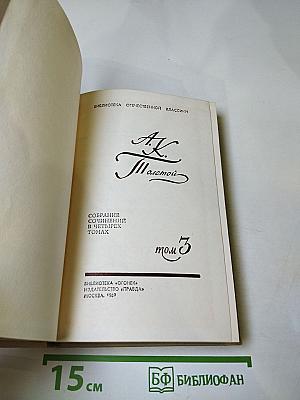 БИБЛИОТЕКА ОТЕЧЕСТВЕННОЙ КЛАССИКИ
А.К.
Толстой
СОБРАНИЕ
СОЧИНЕНИЙ
В ЧЕТЫРЕХ
ТОМАХ
том 3
БИБЛИОТЕКА «ОГОНЕК»
ИЗДАТЕЛЬСТВО «ПРАВДА»
МОСКВА, 1969
15 см
БФ БИБЛИОФАН